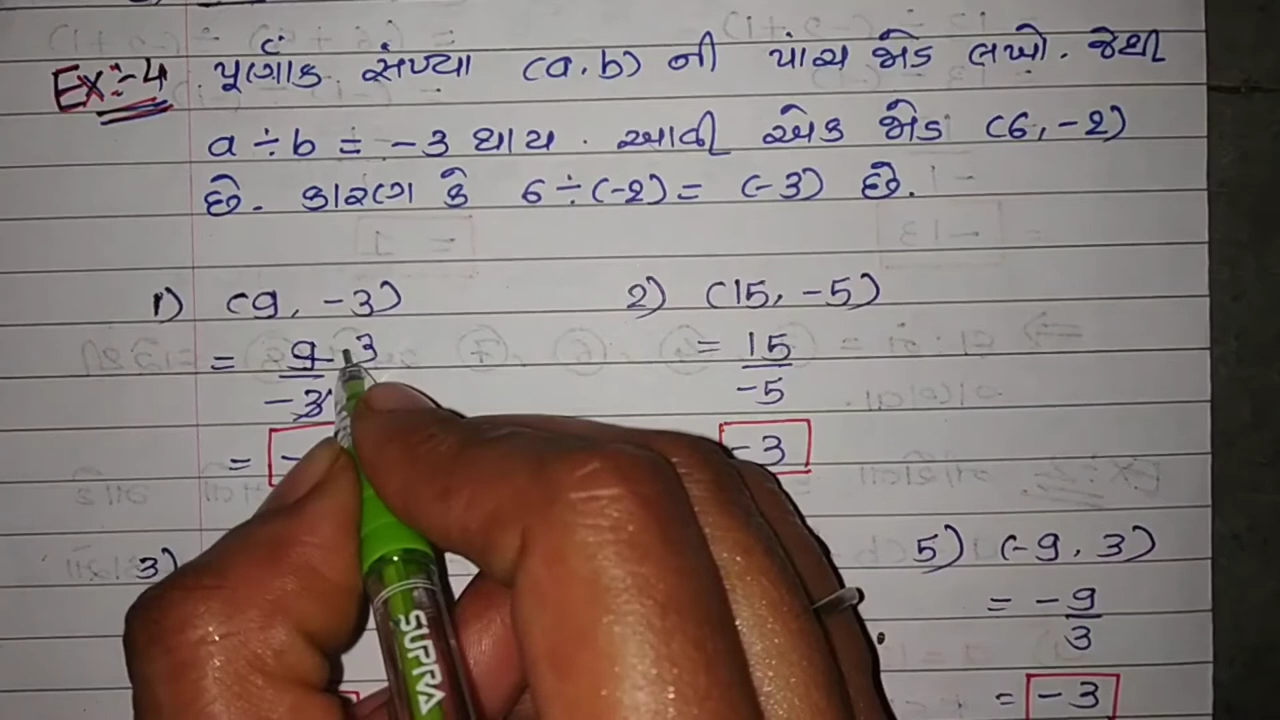 Ex:-4 પૂર્ણાંક સંખ્યા (a,b) ની પાંચ જોડ લખો. જેથી
a ÷ b = -3 થાય. આવી એક જોડ (6,-2)
છે. કારણ કે 6 ÷ (-2) = (-3) છે.
1) (9, -3)
= 9 3
-3
= -
2) (15, -5)
= 15
-5
-3
3)
5) (-9, 3)
= -9
3
= -3
SUPRA